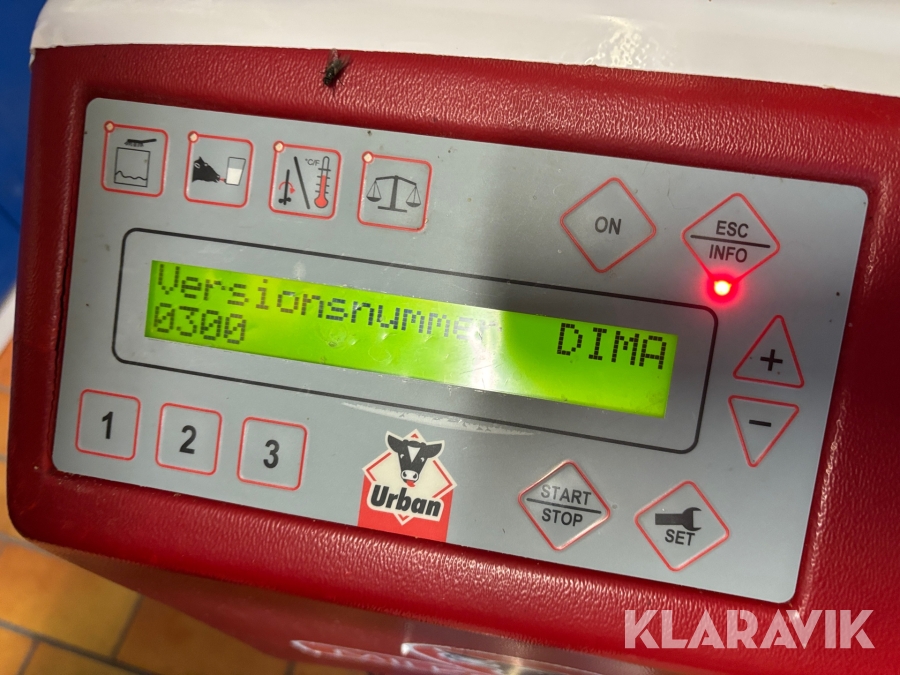 °C/F
ON
ESC
INFO
Versionsnummer DIMA
0300
+
−
1
2
3
Urban
START
STOP
SET
KLARAVIK